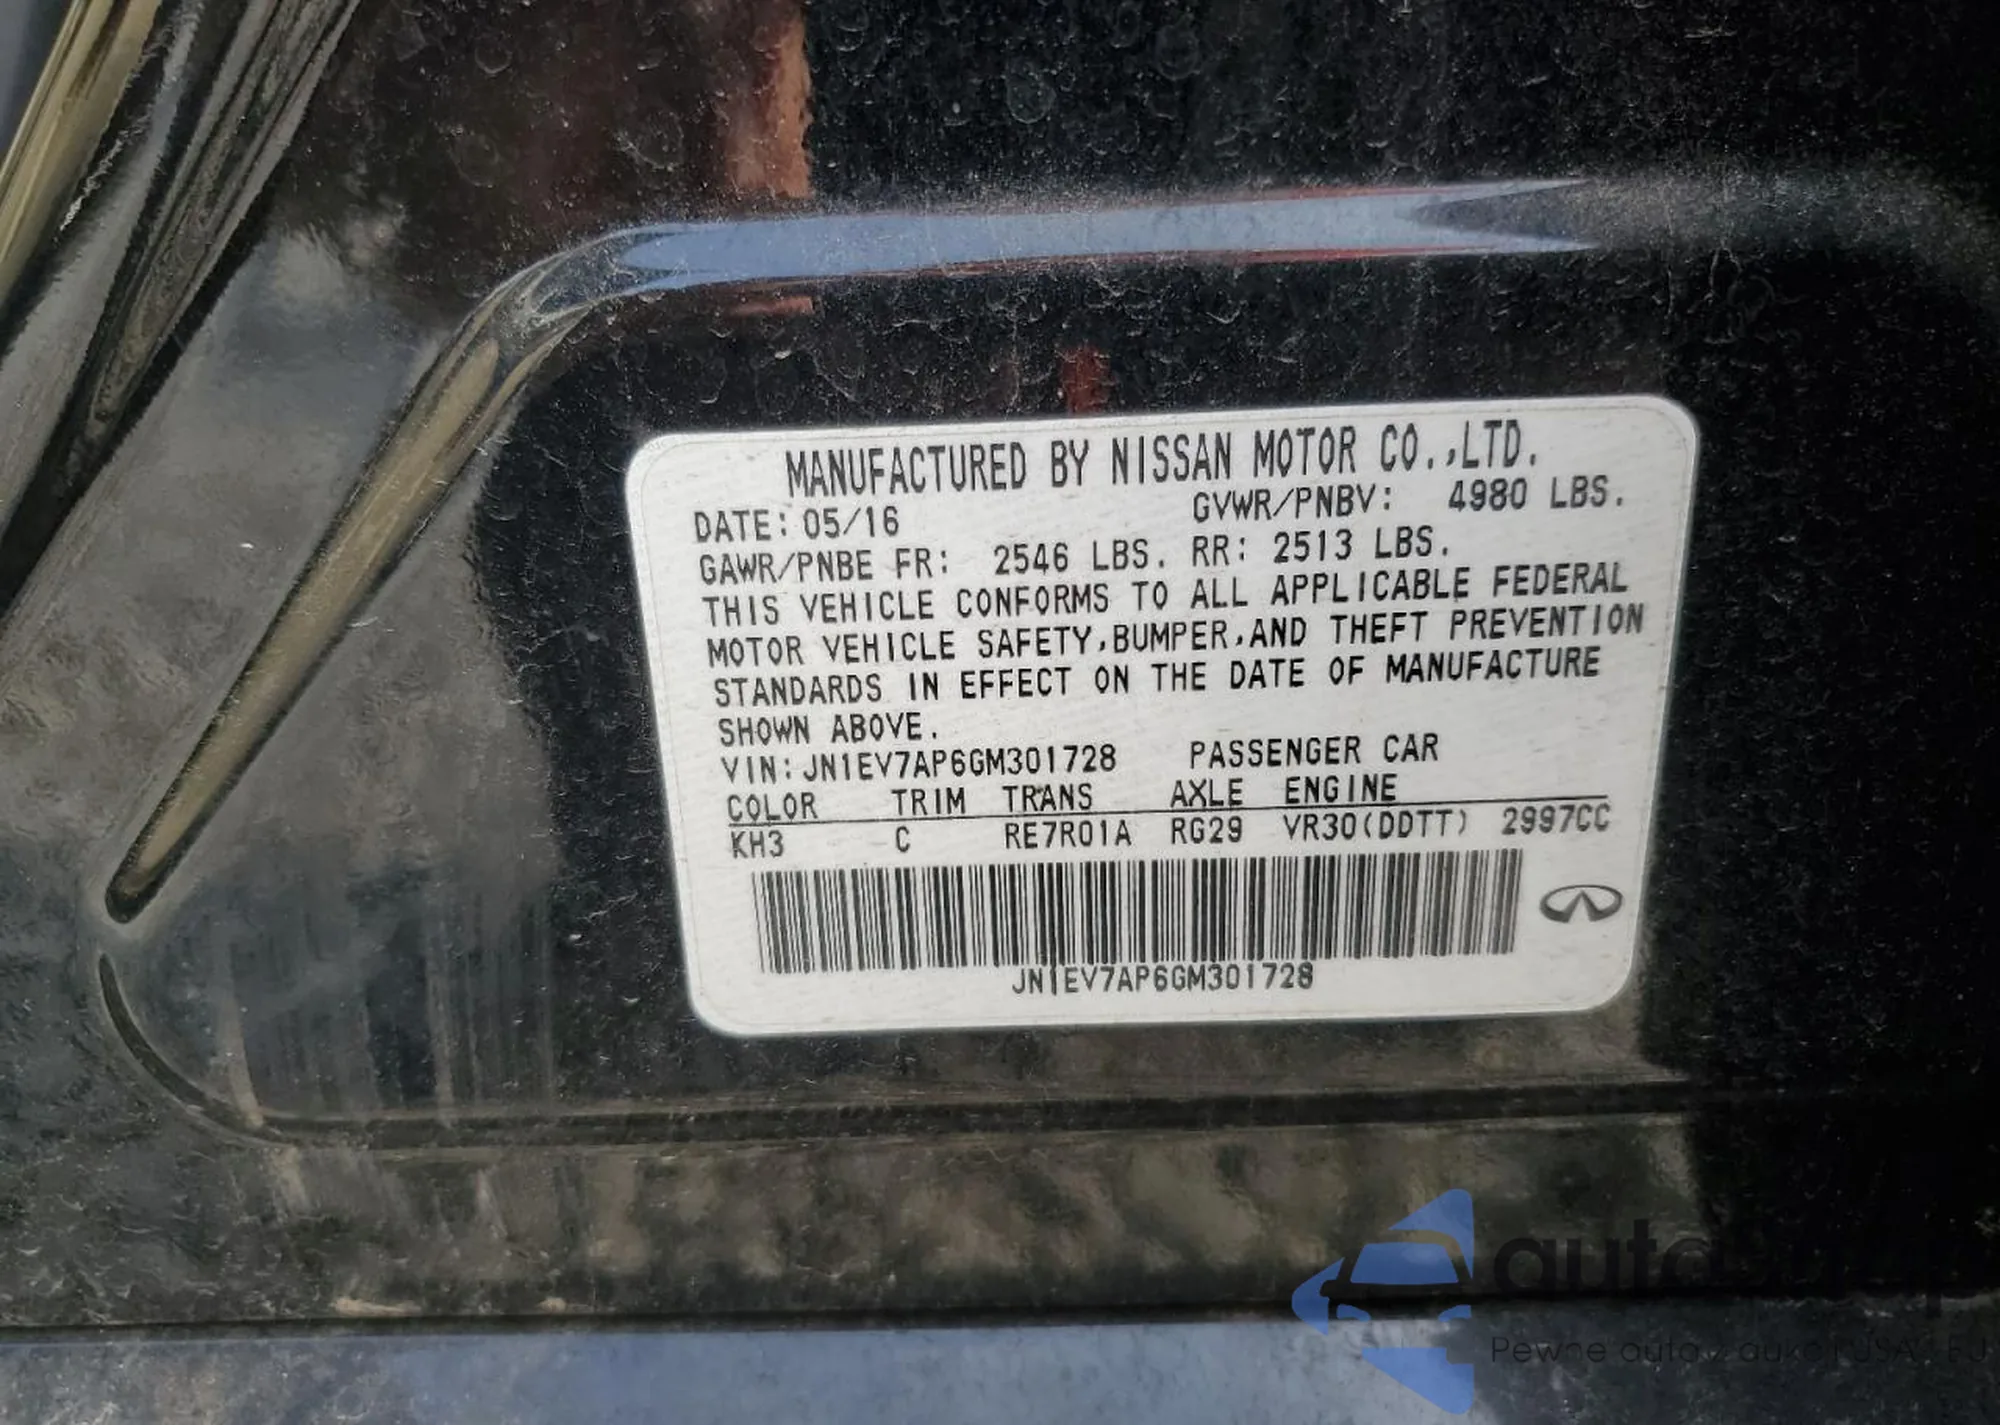 MANUFACTURED BY NISSAN MOTOR CO.,LTD.
DATE: 05/16 GVWR/PNBV: 4980 LBS.
GAWR/PNBE FR: 2546 LBS. RR: 2513 LBS.
THIS VEHICLE CONFORMS TO ALL APPLICABLE FEDERAL
MOTOR VEHICLE SAFETY,BUMPER,AND THEFT PREVENTION
STANDARDS IN EFFECT ON THE DATE OF MANUFACTURE
SHOWN ABOVE.
VIN: JN1EV7AP6GM301728 PASSENGER CAR
COLOR TRIM TRANS AXLE ENGINE
KH3 C RE7R01A RG29 VR30(DDTT) 2997CC
JN1EV7AP6GM301728
Pewne auto z